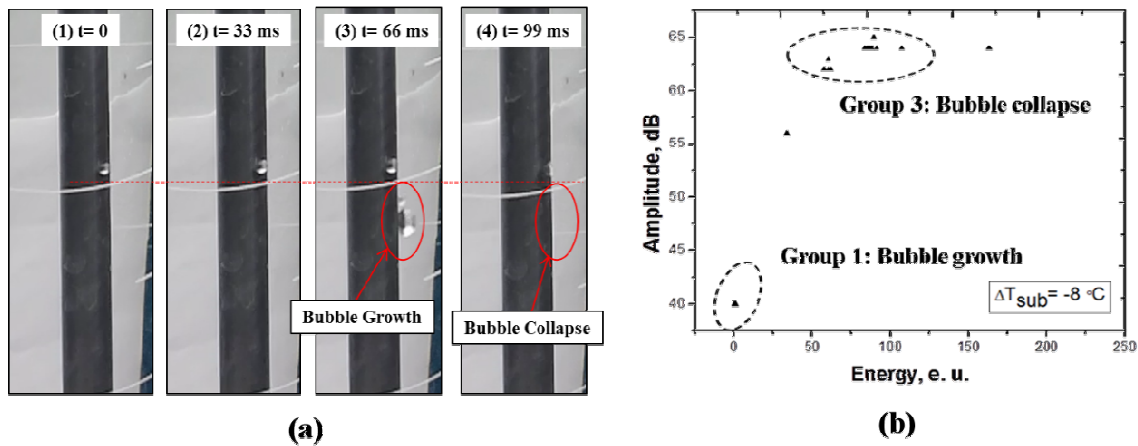 (1) t= 0
(2) t= 33 ms
(3) t= 66 ms
(4) t= 99 ms
Bubble Growth
Bubble Collapse
(a)
65
60
55
50
45
40
Amplitude, dB
Group 3: Bubble collapse
Group 1: Bubble growth
ΔTsub= -8 °C
0
50
100
150
200
250
Energy, e. u.
(b)